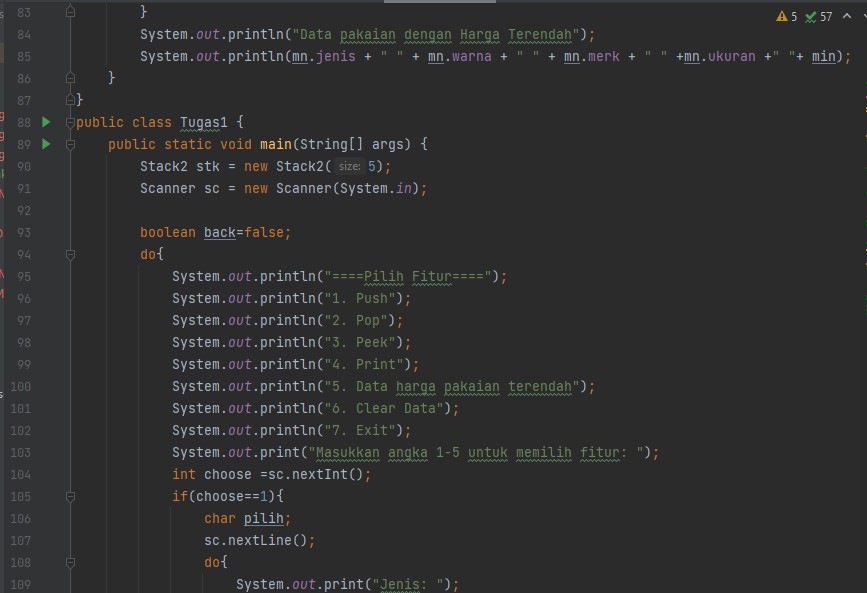 5 57
83 }
84 System.out.println("Data pakaian dengan Harga Terendah");
85 System.out.println(mn.jenis + " " + mn.warna + " " + mn.merk + " " +mn.ukuran +" "+ min);
86 }
87 }
88 public class Tugas1 {
89 public static void main(String[] args) {
90 Stack2 stk = new Stack2( size: 5);
91 Scanner sc = new Scanner(System.in);
92
93 boolean back=false;
94 do{
95 System.out.println("====Pilih Fitur====");
96 System.out.println("1. Push");
97 System.out.println("2. Pop");
98 System.out.println("3. Peek");
99 System.out.println("4. Print");
100 System.out.println("5. Data harga pakaian terendah");
101 System.out.println("6. Clear Data");
102 System.out.println("7. Exit");
103 System.out.print("Masukkan angka 1-5 untuk memilih fitur: ");
104 int choose =sc.nextInt();
105 if(choose==1){
106 char pilih;
107 sc.nextLine();
108 do{
109 System.out.print("Jenis: ");